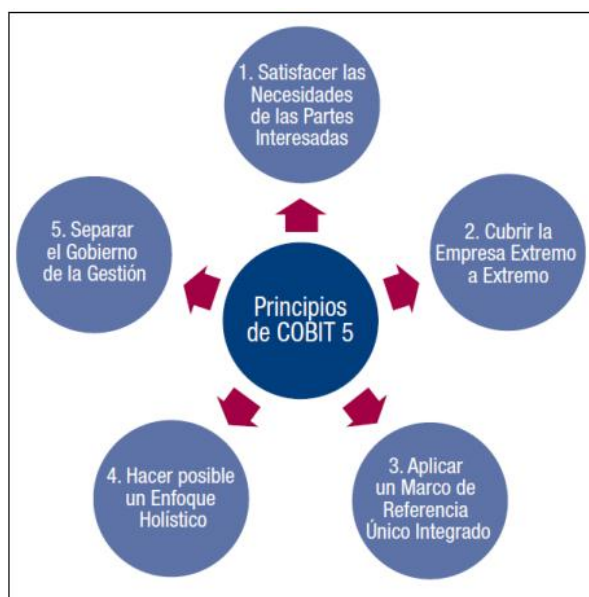 1. Satisfacer las
Necesidades
de las Partes
Interesadas
5. Separar
el Gobierno
de la Gestión
2. Cubrir la
Empresa Extremo
a Extremo
Principios
de COBIT 5
4. Hacer posible
un Enfoque
Holístico
3. Aplicar
un Marco de
Referencia
Único Integrado